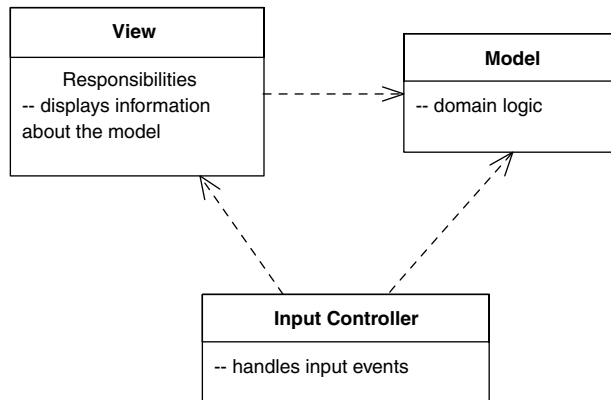 View
Responsibilities
-- displays information
about the model
Model
-- domain logic
Input Controller
-- handles input events